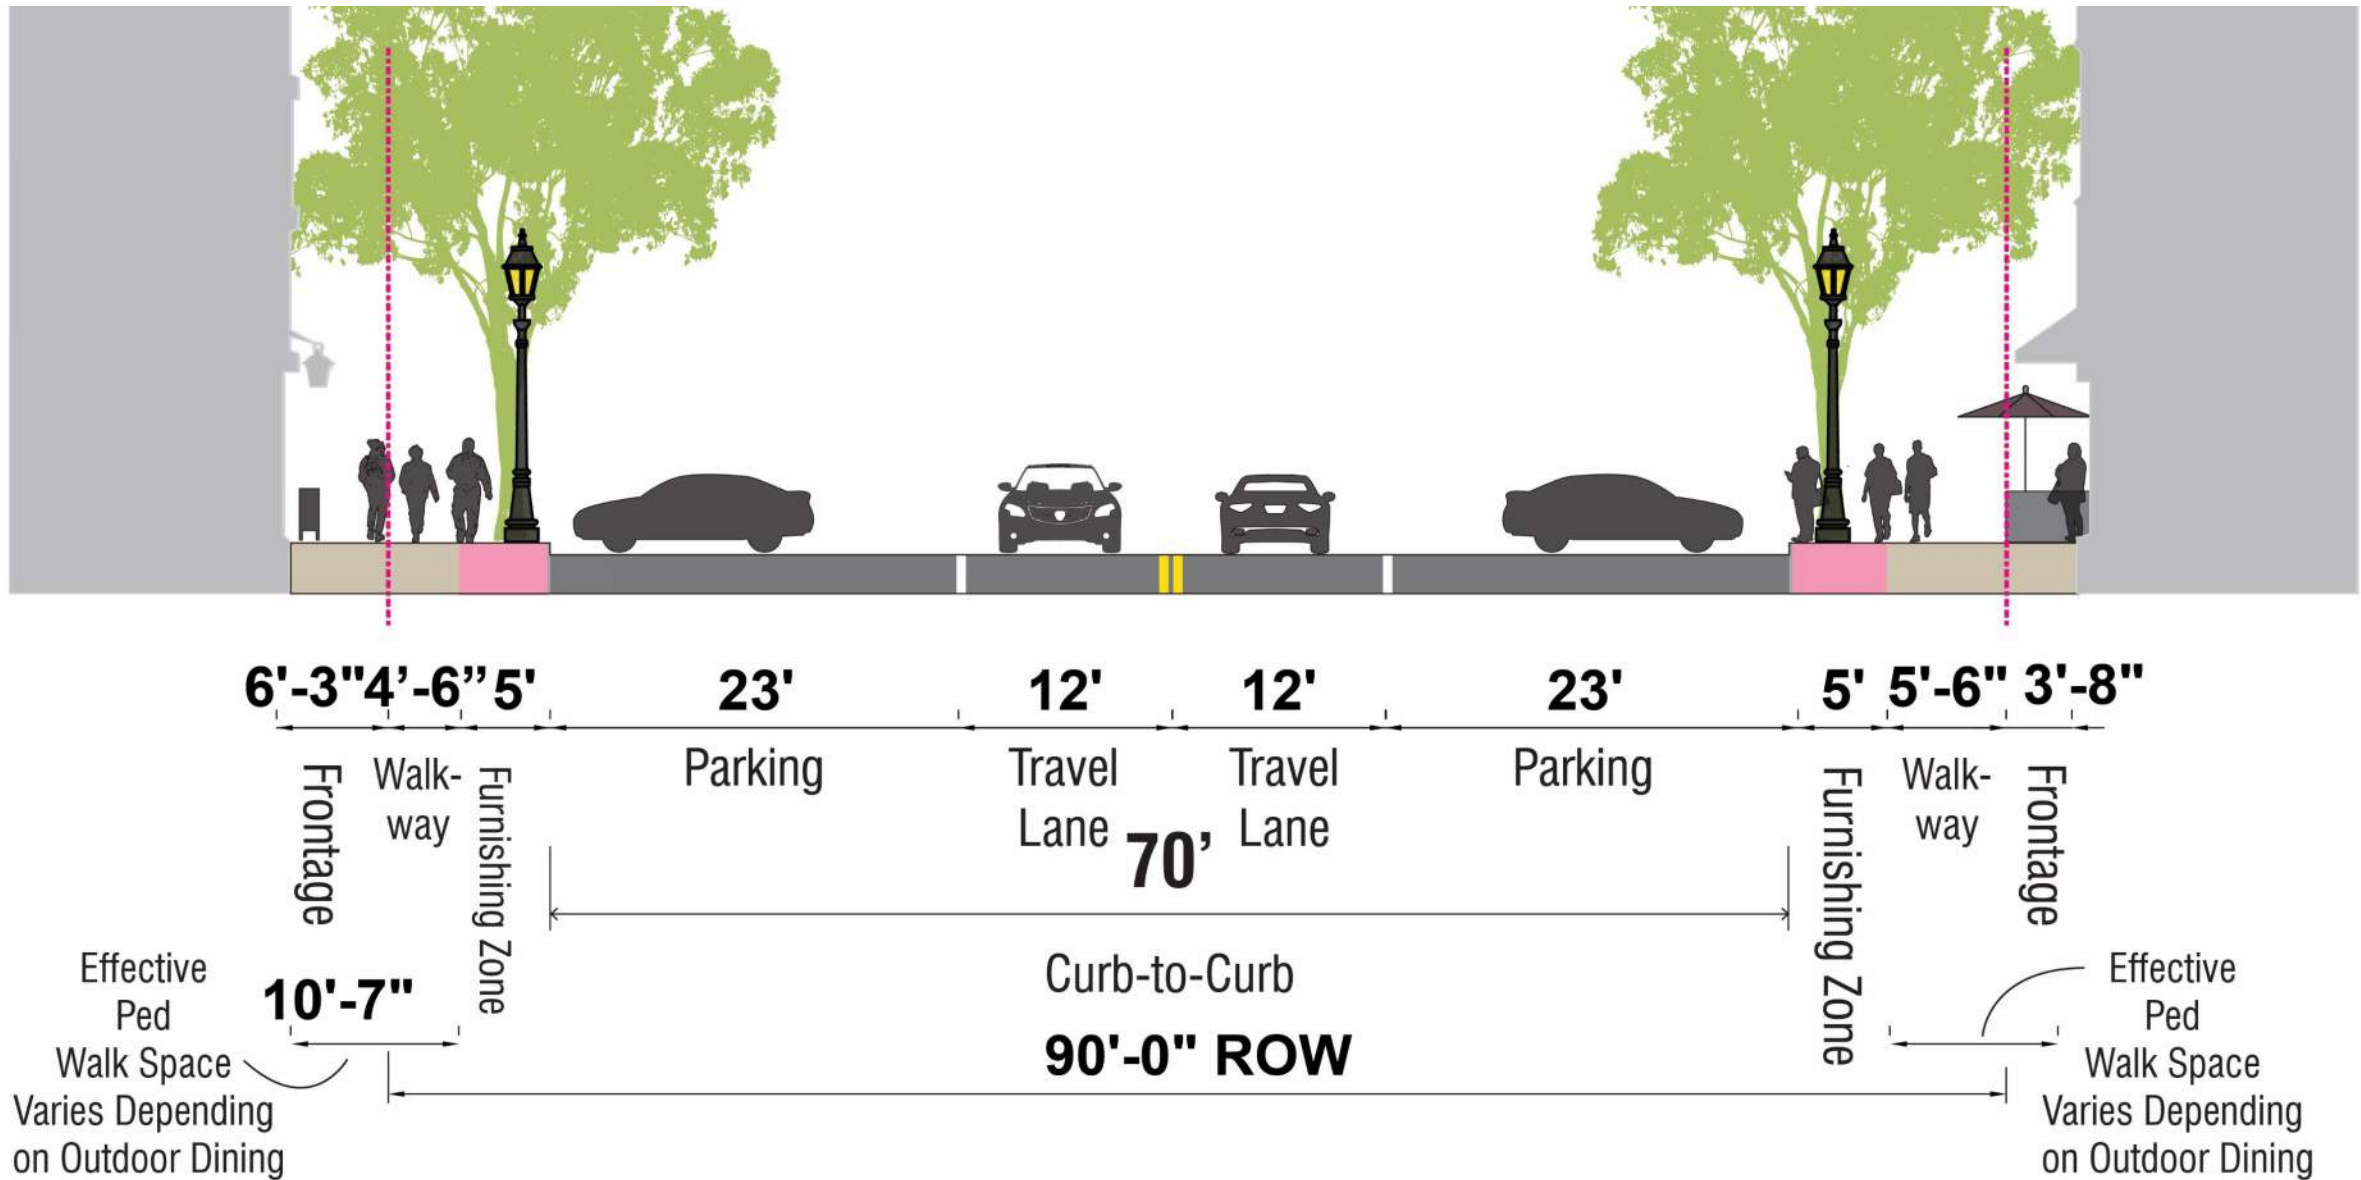 6'-3" 4’-6” 5' 23' 12' 12' 23' 5' 5'-6" 3'-8"
Frontage
Walk-
way
Furnishing Zone
Parking
Travel
Lane
Travel
Lane
Parking
Furnishing Zone
Walk-
way
Frontage
70’
Curb-to-Curb
90'-0" ROW
10'-7"
Effective
Ped
Walk Space
Varies Depending
on Outdoor Dining
Effective
Ped
Walk Space
Varies Depending
on Outdoor Dining